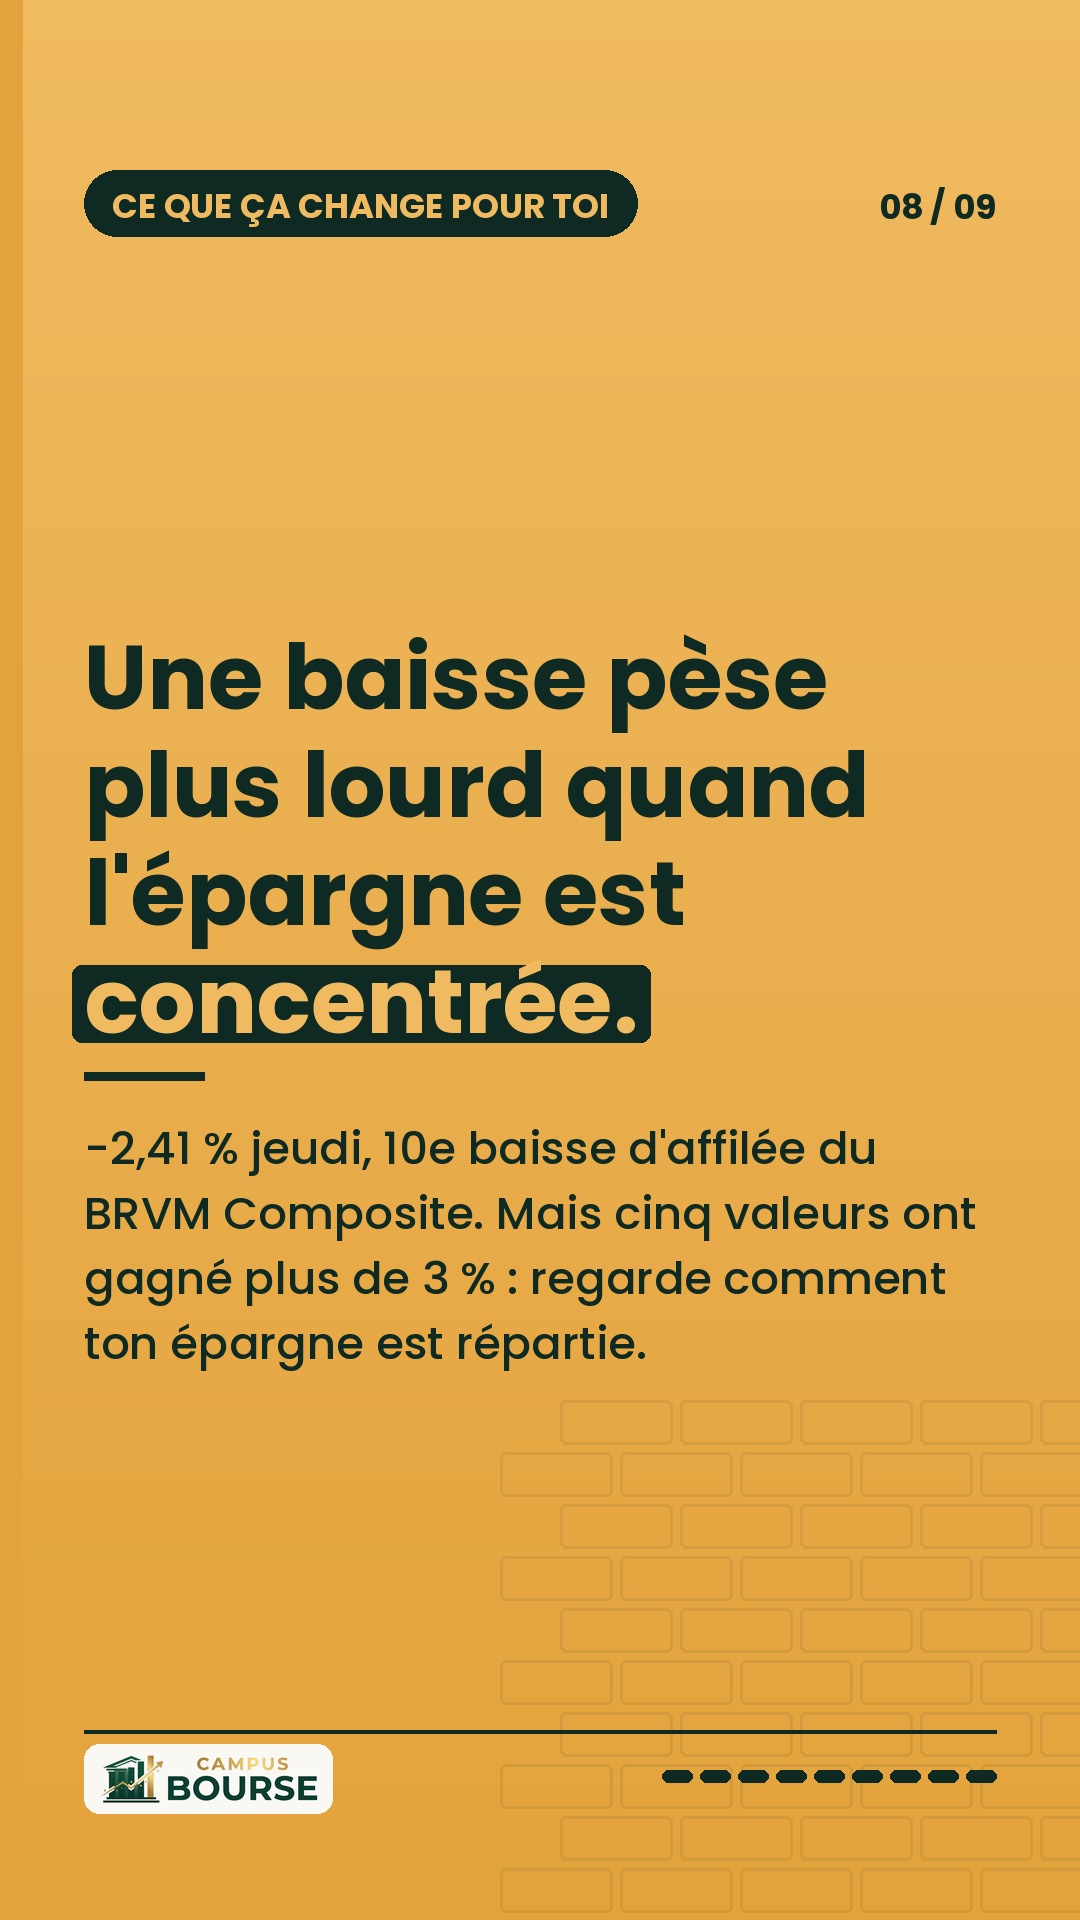 CE QUE ÇA CHANGE POUR TOI
08 / 09
Une baisse pèse
plus lourd quand
l'épargne est
concentrée.
-2,41 % jeudi, 10e baisse d'affilée du
BRVM Composite. Mais cinq valeurs ont
gagné plus de 3 % : regarde comment
ton épargne est répartie.
CAMPUS
BOURSE